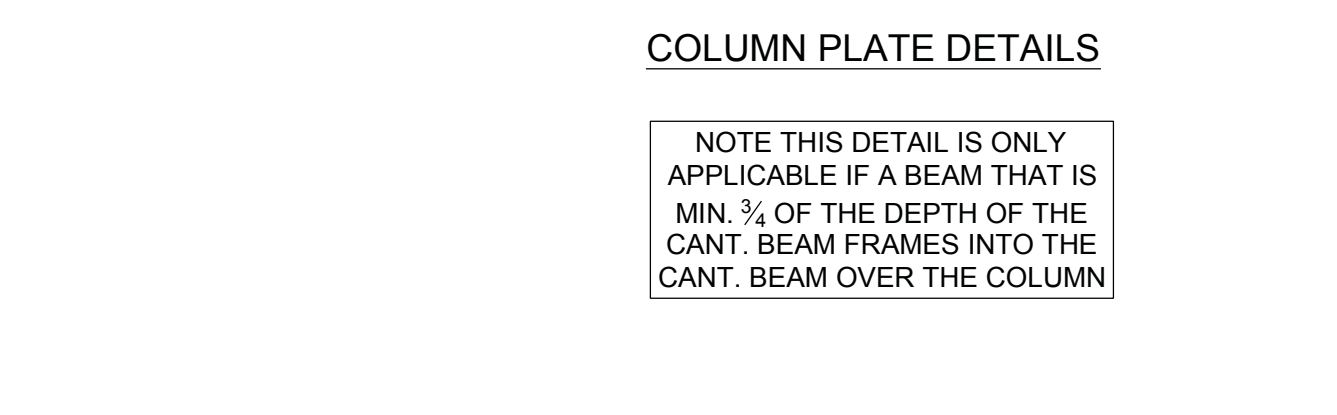 COLUMN PLATE DETAILS
NOTE THIS DETAIL IS ONLY
APPLICABLE IF A BEAM THAT IS
MIN. ¾ OF THE DEPTH OF THE
CANT. BEAM FRAMES INTO THE
CANT. BEAM OVER THE COLUMN